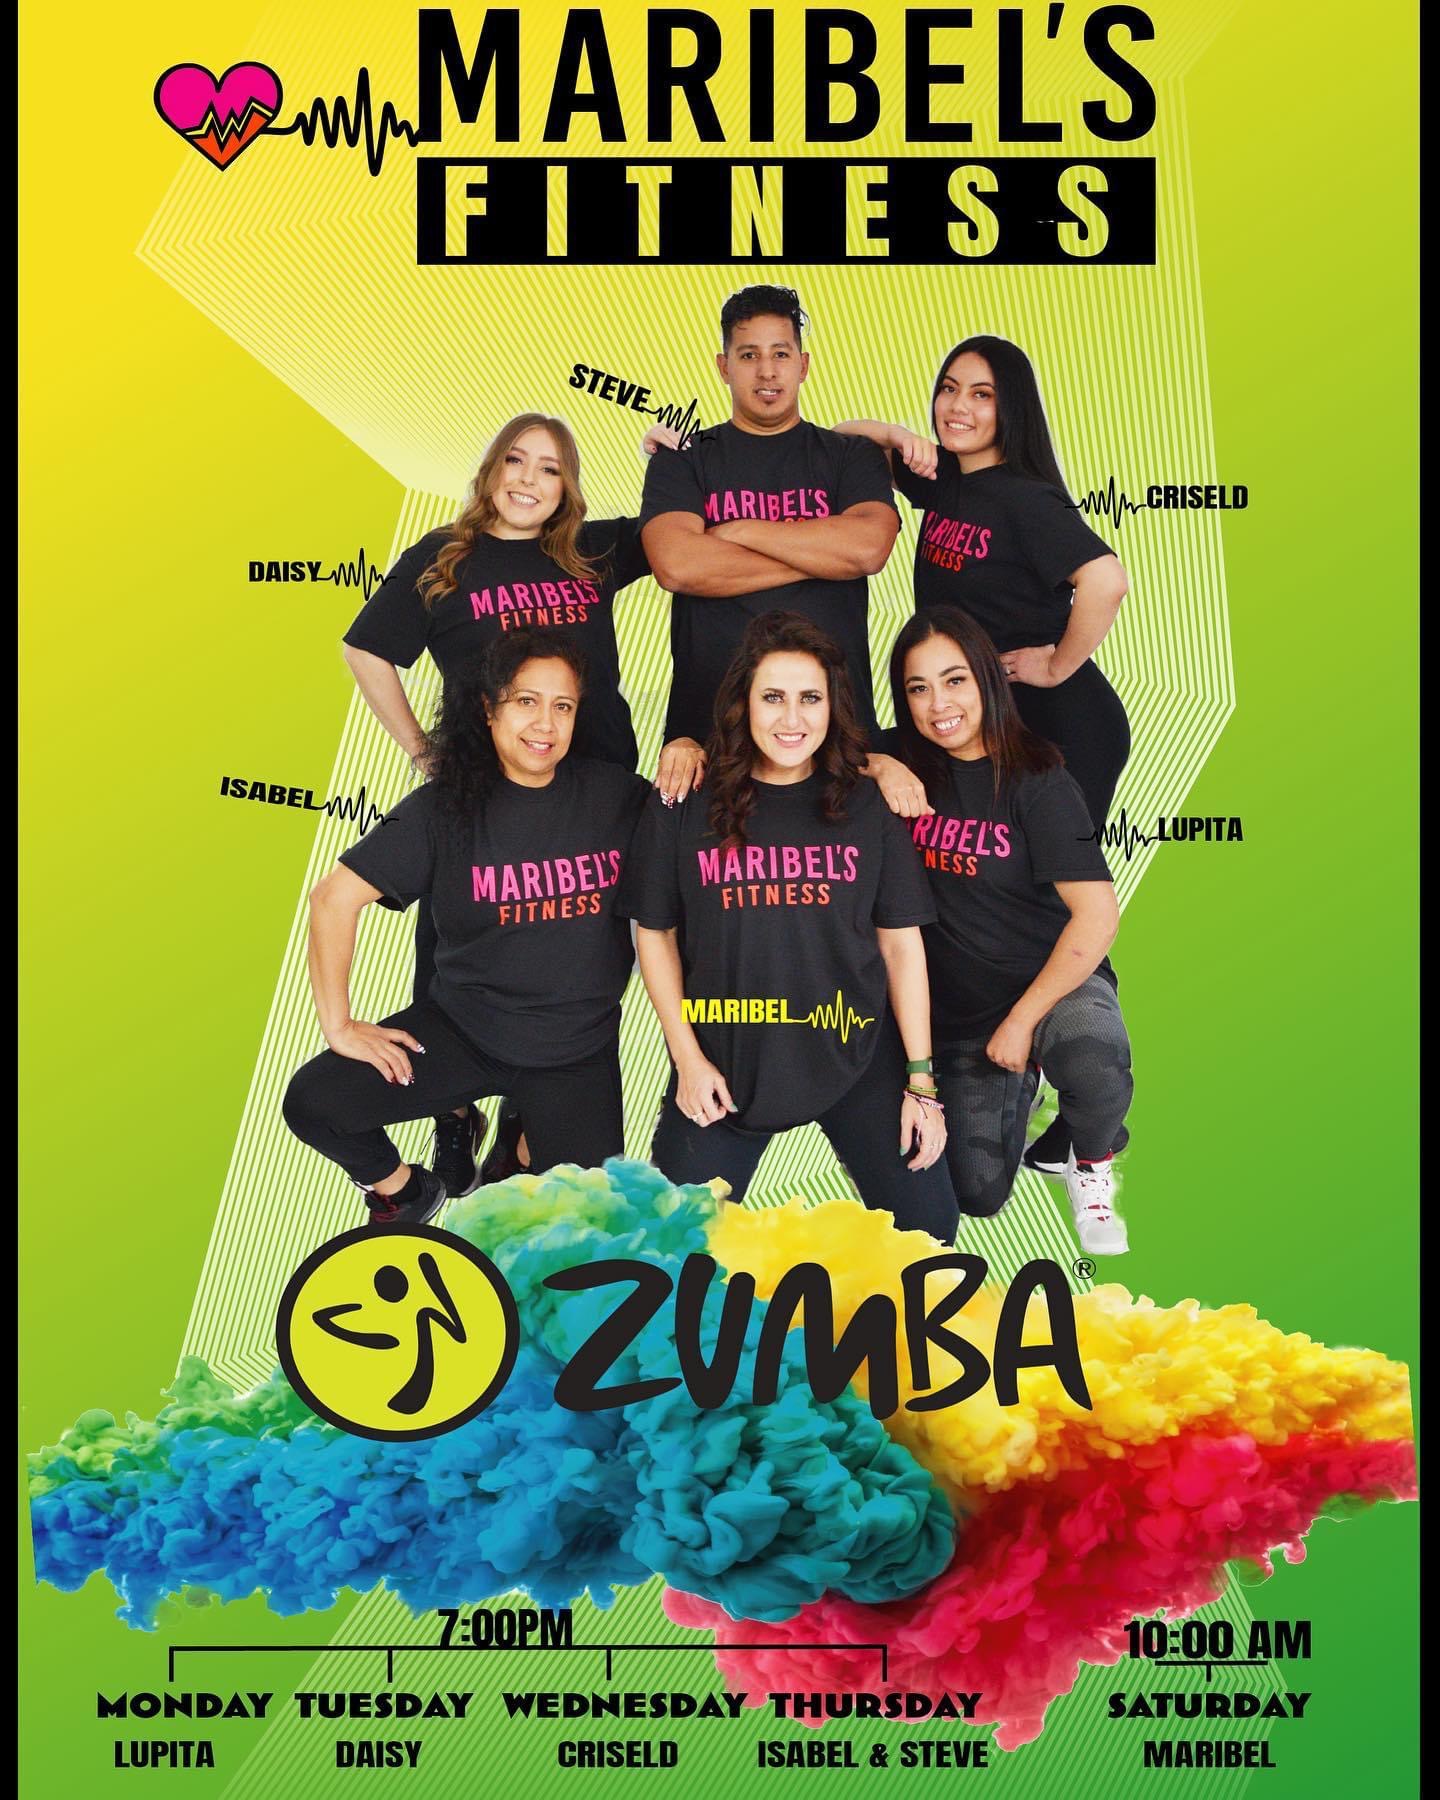 MARIBEL'S
FITNESS
STEVE
CRISELD
DAISY
MARIBEL'S
MARIBEL'S
FITNESS
MARIBEL'S
FITNESS
ISABEL
LUPITA
MARIBEL'S
FITNESS
MARIBEL'S
FITNESS
RIBEL'S
NESS
MARIBEL
ZUMBA®
7:00PM
10:00 AM
MONDAY TUESDAY WEDNESDAY THURSDAY SATURDAY
LUPITA DAISY CRISELD ISABEL & STEVE MARIBEL